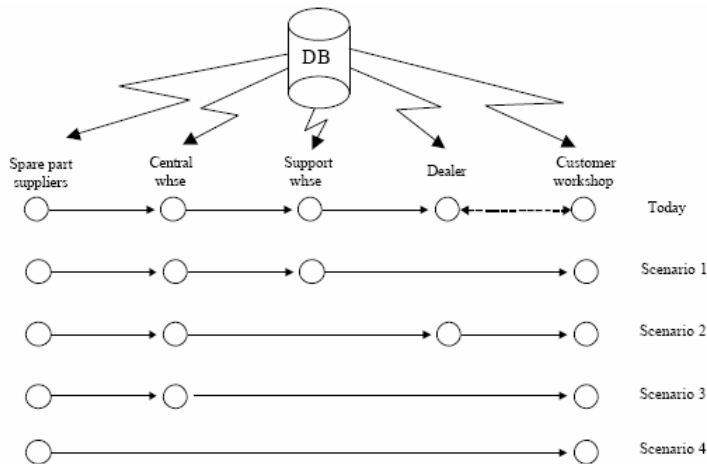 DB
Spare part
suppliers
Central
whse
Support
whse
Dealer
Customer
workshop
Today
Scenario 1
Scenario 2
Scenario 3
Scenario 4